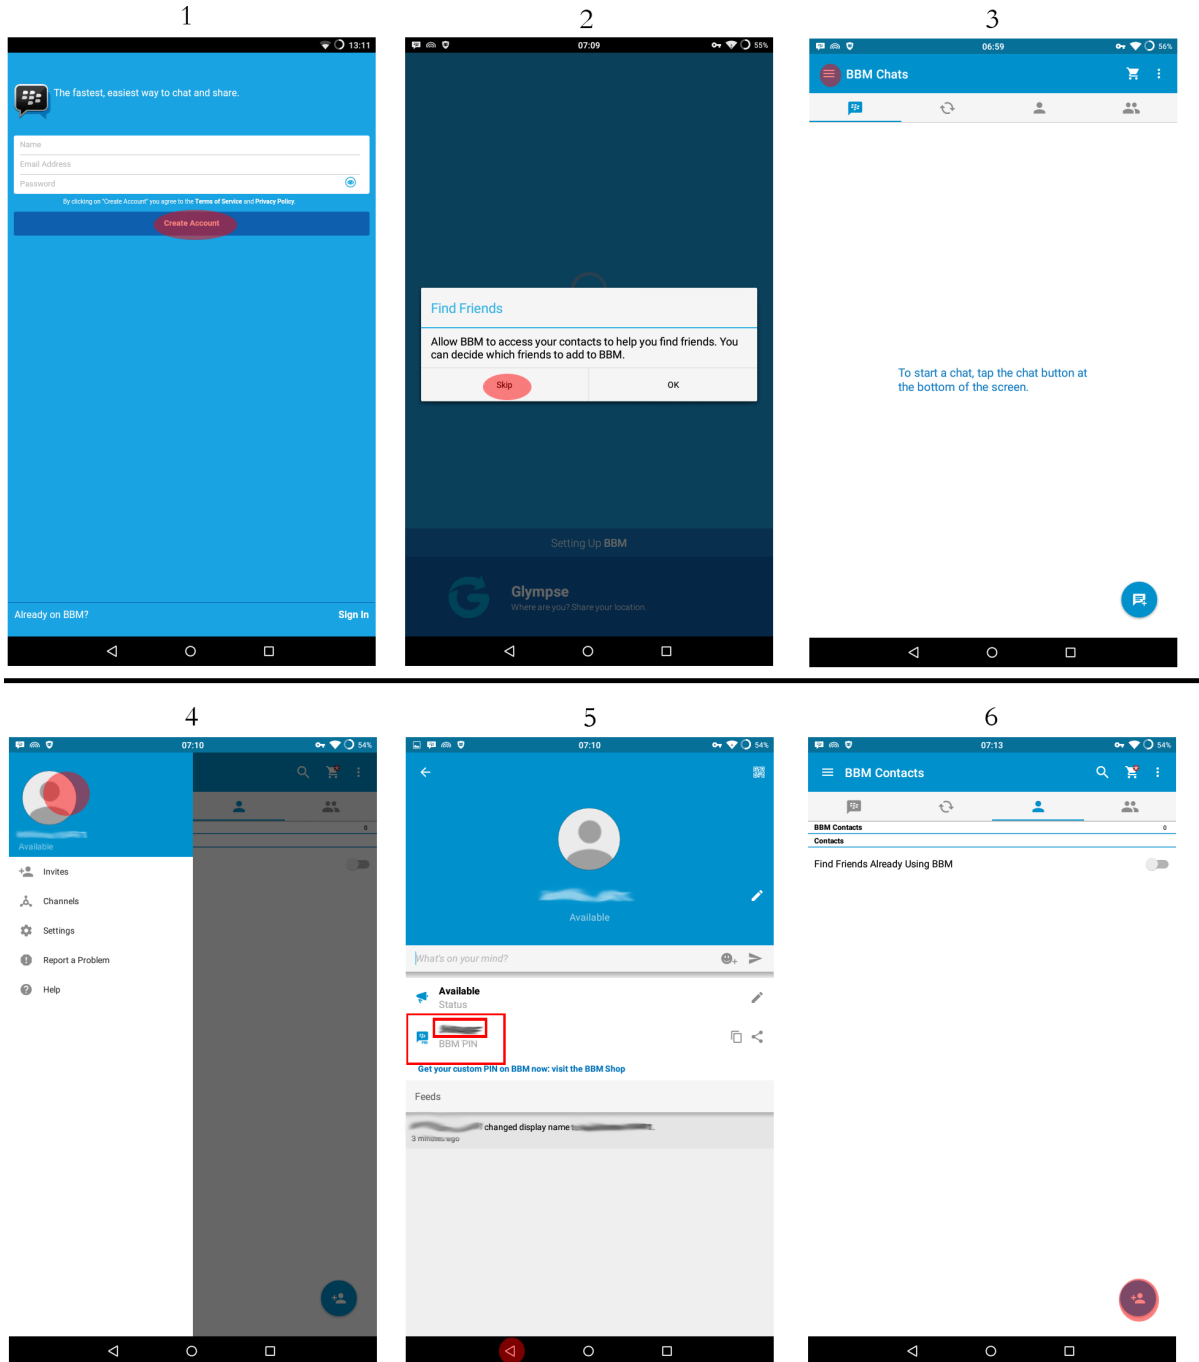 1
13:11
The fastest, easiest way to chat and share.
Name
Email Address
Password
By clicking on "Create Account" you agree to the Terms of Service and Privacy Policy.
Create Account
Already on BBM?
Sign In
2
07:09
55%
Find Friends
Allow BBM to access your contacts to help you find friends. You
can decide which friends to add to BBM.
Skip
OK
Setting Up BBM
Glympse
Where are you? Share your location.
3
06:59
56%
BBM Chats
To start a chat, tap the chat button at
the bottom of the screen.
4
07:10
54%
Available
0
Invites
Channels
Settings
Report a Problem
Help
5
07:10
54%
Available
What's on your mind?
Available
Status
BBM PIN
Get your custom PIN on BBM now: visit the BBM Shop
Feeds
changed display name
3 minutes ago
6
07:13
54%
BBM Contacts
BBM Contacts
0
Contacts
Find Friends Already Using BBM